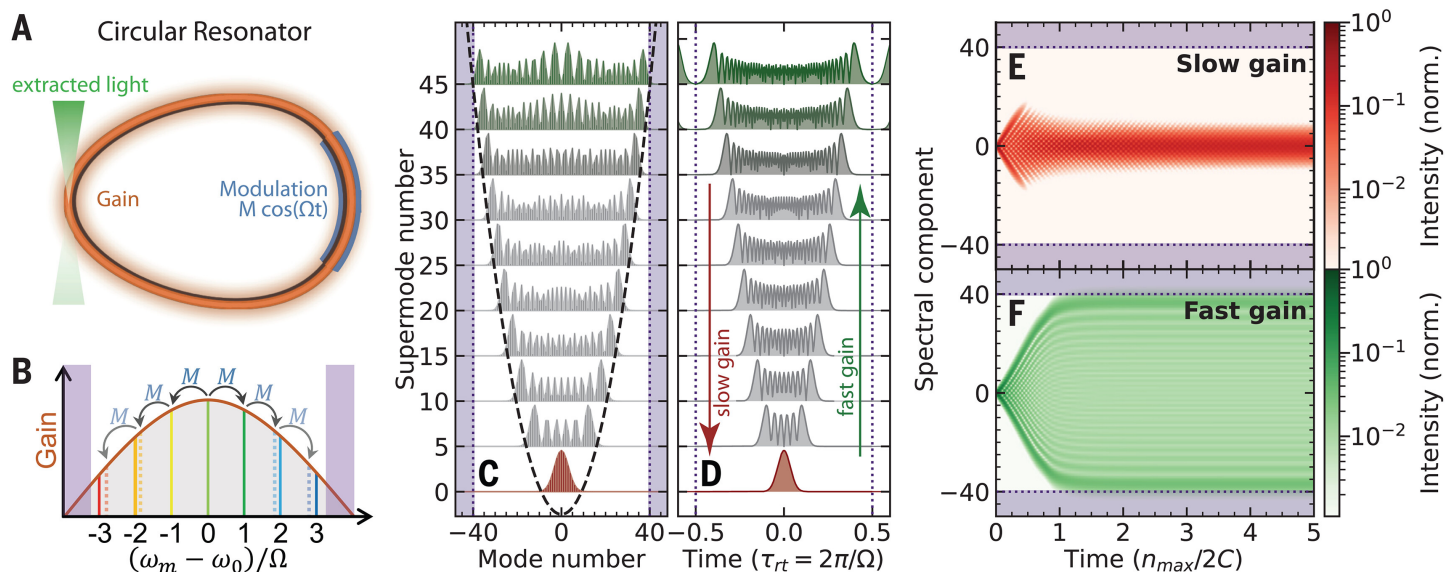 A
Circular Resonator
extracted light
Gain
Modulation
M cos(Ωt)
B
Gain
M M M M M M
-3 -2 -1 0 1 2 3
(ω_m − ω_0)/Ω
Supermode number
45
40
35
30
25
20
15
10
5
0
C
−40 0 40
Mode number
slow gain
fast gain
D
−0.5 0.0 0.5
Time (τ_rt = 2π/Ω)
Spectral component
40
0
−40
E
Slow gain
10^0
10^-1
10^-2
Intensity (norm.)
40
0
−40
F
Fast gain
10^0
10^-1
10^-2
Intensity (norm.)
0 1 2 3 4 5
Time (n_max/2C)